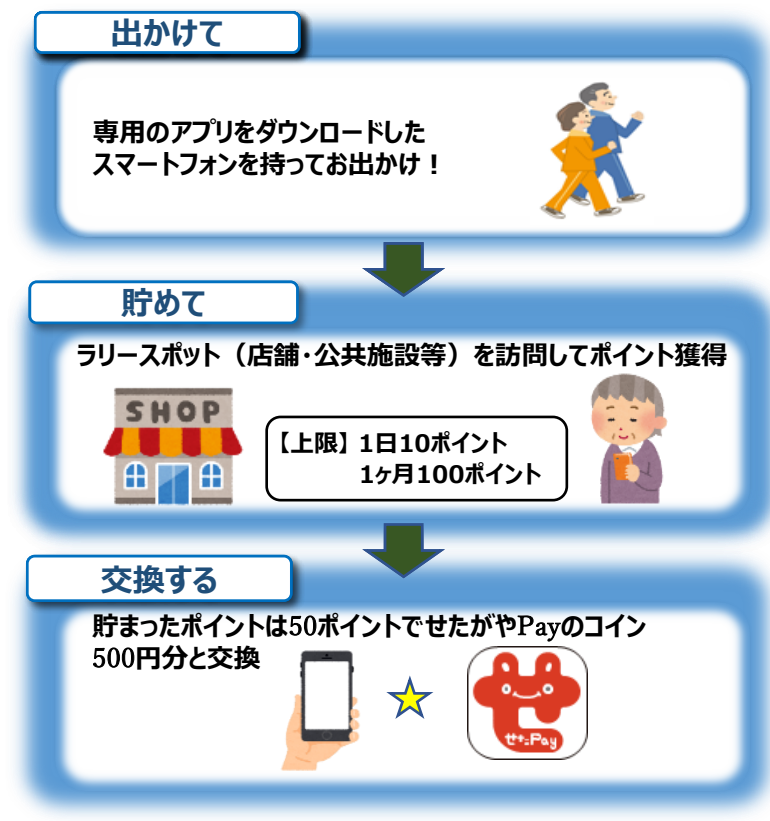 出かけて
専用のアプリをダウンロードした
スマートフォンを持ってお出かけ！
貯めて
ラリースポット（店舗・公共施設等）を訪問してポイント獲得
SHOP
【上限】1日10ポイント
1ヶ月100ポイント
交換する
貯まったポイントは50ポイントでせたがやPayのコイン
500円分と交換
せたPay